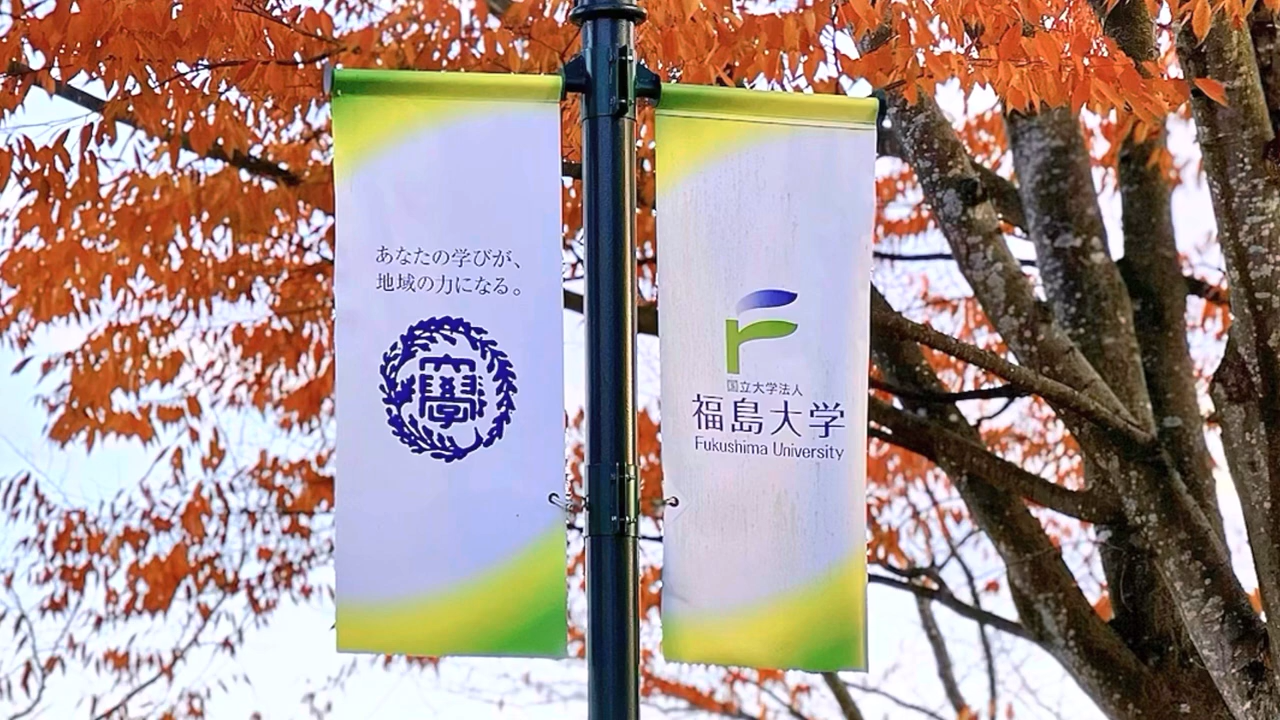 あなたの学びが、
地域の力になる。
大學
国立大学法人
福島大学
Fukushima University